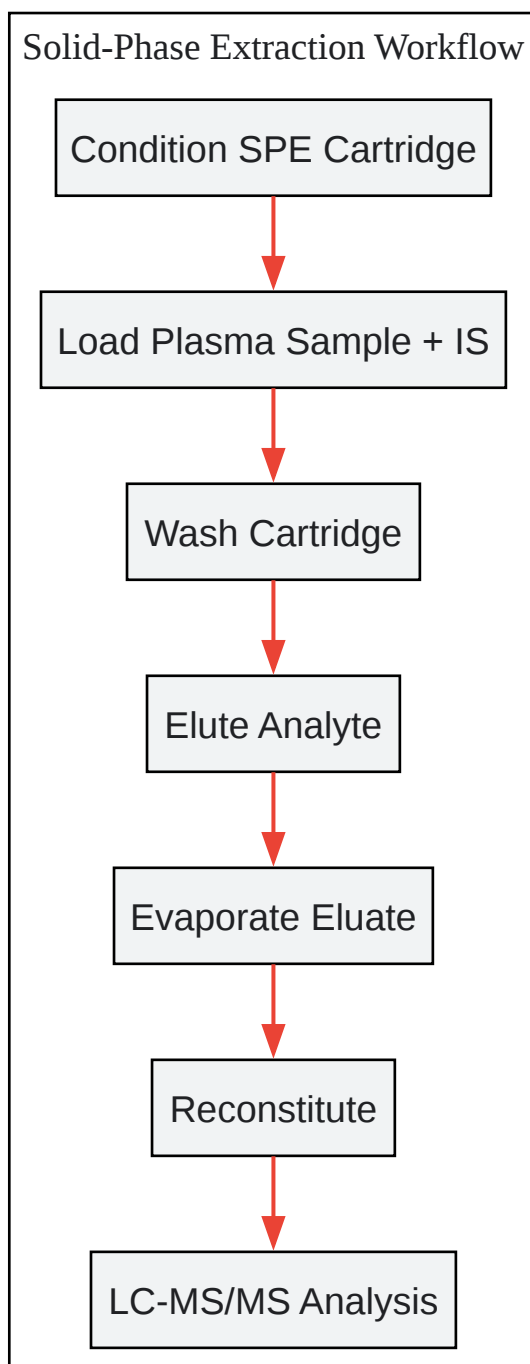 Solid-Phase Extraction Workflow
Condition SPE Cartridge
Load Plasma Sample + IS
Wash Cartridge
Elute Analyte
Evaporate Eluate
Reconstitute
LC-MS/MS Analysis